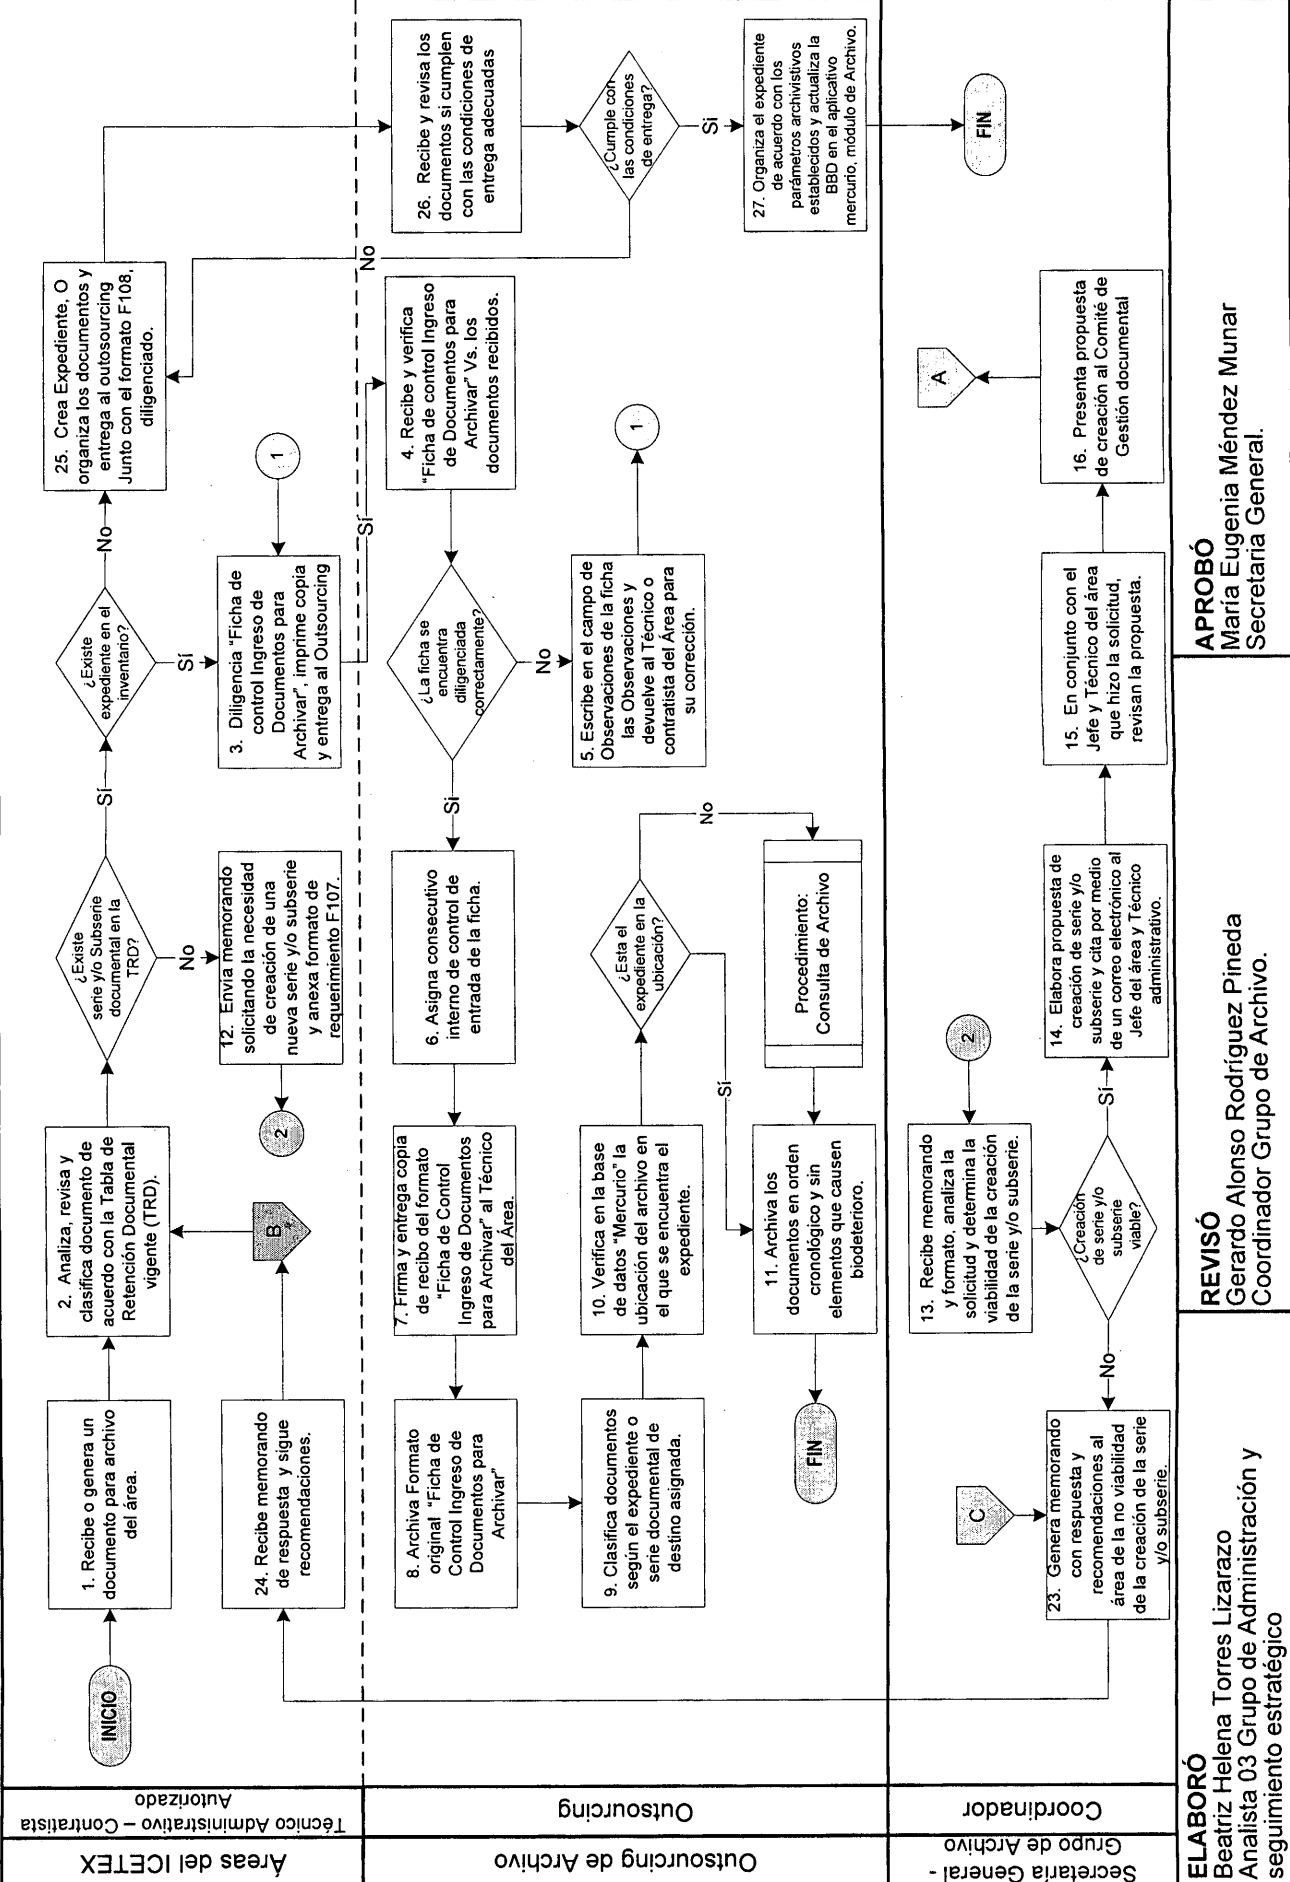 Áreas del ICETEX
Técnico Administrativo – Contratista
Autorizado
INICIO
1. Recibe o genera un
documento para archivo
del área.
2. Analiza, revisa y
clasifica documento de
acuerdo con la Tabla de
Retención Documental
vigente (TRD).
¿Existe
serie y/o Subserie
documental en la
TRD?
Sí
No
¿Existe
expediente en el
inventario?
No
Sí
25. Crea Expediente, O
organiza los documentos y
entrega al outosourcing
Junto con el formato F108,
diligenciado.
24. Recibe memorando
de respuesta y sigue
recomendaciones.
B
2
12. Envía memorando
solicitando la necesidad
de creación de una
nueva serie y/o subserie
y anexa formato de
requerimiento F107.
3. Diligencia “Ficha de
control Ingreso de
Documentos para
Archivar”, imprime copia
y entrega al Outsourcing
1
Sí
No
Outsourcing de Archivo
Outsourcing
8. Archiva Formato
original “Ficha de
Control Ingreso de
Documentos para
Archivar”
7. Firma y entrega copia
de recibo del formato
“Ficha de Control
Ingreso de Documentos
para Archivar” al Técnico
del Área.
6. Asigna consecutivo
interno de control de
entrada de la ficha.
Si
¿La ficha se
encuentra
diligenciada
correctamente?
No
4. Recibe y verifica
“Ficha de control Ingreso
de Documentos para
Archivar” Vs. los
documentos recibidos.
26. Recibe y revisa los
documentos si cumplen
con las condiciones de
entrega adecuadas
¿Cumple con
las condiciones
de entrega?
Si
9. Clasifica documentos
según el expediente o
serie documental de
destino asignada.
10. Verifica en la base
de datos “Mercurio” la
ubicación del archivo en
el que se encuentra el
expediente.
¿Esta el
expediente en la
ubicación?
No
Sí
5. Escribe en el campo de
Observaciones de la ficha
las Observaciones y
devuelve al Técnico o
contratista del Área para
su corrección.
1
27. Organiza el expediente
de acuerdo con los
parámetros archivistivos
establecidos y actualiza la
BBD en el aplicativo
mercurio, módulo de Archivo.
FIN
11. Archiva los
documentos en orden
cronológico y sin
elementos que causen
biodeterioro.
Procedimiento:
Consulta de Archivo
FIN
Secretaría General -
Grupo de Archivo
Coordinador
C
13. Recibe memorando
y formato, analiza la
solicitud y determina la
viabilidad de la creación
de la serie y/o subserie.
2
A
23. Genera memorando
con respuesta y
recomendaciones al
área de la no viabilidad
de la creación de la serie
y/o subserie.
No
¿Creación
de serie y/o
subserie
viable?
Sí
14. Elabora propuesta de
creación de serie y/o
subserie y cita por medio
de un correo electrónico al
Jefe del área y Técnico
administrativo.
15. En conjunto con el
Jefe y Técnico del área
que hizo la solicitud,
revisan la propuesta.
16. Presenta propuesta
de creación al Comité de
Gestión documental
ELABORÓ
Beatriz Helena Torres Lizarazo
Analista 03 Grupo de Administración y
seguimiento estratégico
REVISÓ
Gerardo Alonso Rodríguez Pineda
Coordinador Grupo de Archivo.
APROBÓ
María Eugenia Méndez Munar
Secretaria General.